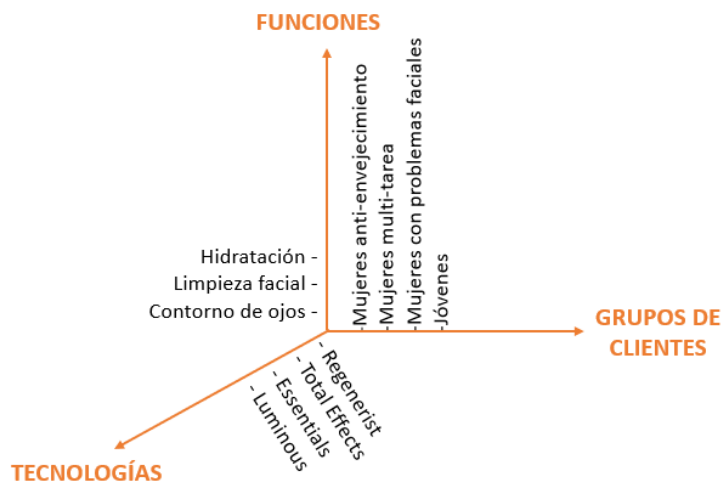 FUNCIONES
-Mujeres anti-envejecimiento
-Mujeres multi-tarea
-Mujeres con problemas faciales
-Jóvenes
Hidratación -
Limpieza facial -
Contorno de ojos -
GRUPOS DE
CLIENTES
- Regenerist
- Total Effects
- Essentials
- Luminous
TECNOLOGÍAS